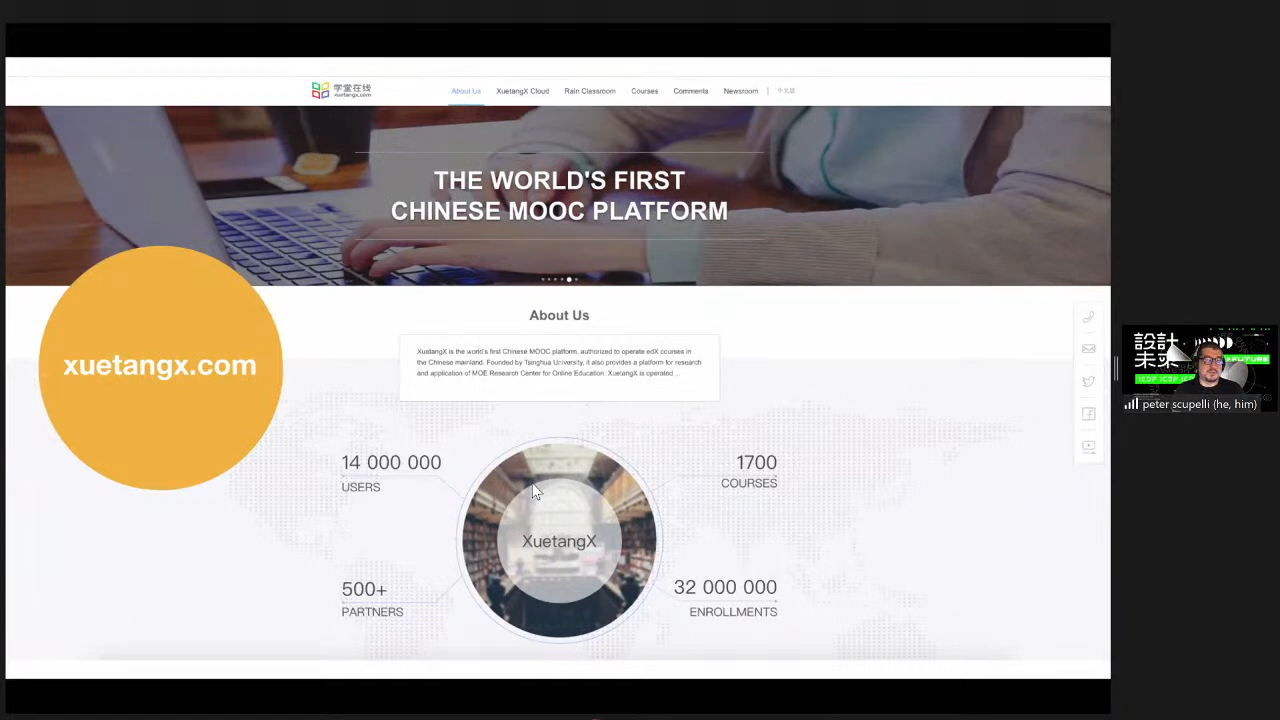 学堂在线
xuetangx.com
About Us
XuetangX Cloud
Rain Classroom
Courses
Comments
Newsroom
THE WORLD'S FIRST
CHINESE MOOC PLATFORM
xuetangx.com
About Us
XuetangX is the world's first Chinese MOOC platform, authorized to operate edX courses in
the Chinese mainland. Founded by Tsinghua University, it also provides a platform for research
and application of MOE Research Center for Online Education. XuetangX is operated ...
14 000 000
USERS
1700
COURSES
XuetangX
500+
PARTNERS
32 000 000
ENROLLMENTS
設計
未來
FUTURE
ICDF ICDF
peter scupelli (he, him)